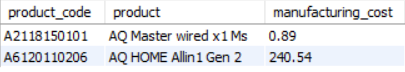 product_code product manufacturing_cost
A2118150101 AQ Master wired x1 Ms 0.89
A6120110206 AQ HOME Allin1 Gen 2 240.54